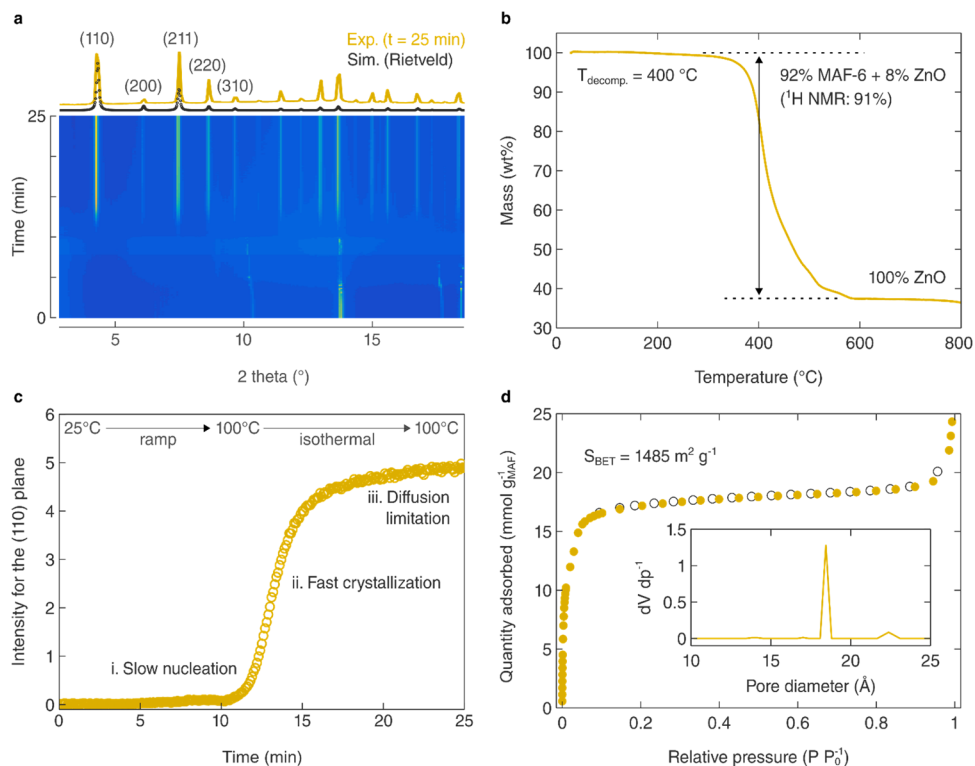 a
(110)
(211)
Exp. (t = 25 min)
Sim. (Rietveld)
(220)
(200)
(310)
25
Time (min)
0
5
10
15
2 theta (°)
b
100
90
80
70
60
50
40
30
Mass (wt%)
T_decomp. = 400 °C
92% MAF-6 + 8% ZnO
(¹H NMR: 91%)
100% ZnO
0
200
400
600
800
Temperature (°C)
c
6
5
4
3
2
1
0
Intensity for the (110) plane
25°C
ramp
100°C
isothermal
100°C
iii. Diffusion
limitation
ii. Fast crystallization
i. Slow nucleation
0
5
10
15
20
25
Time (min)
d
25
20
15
10
5
0
Quantity adsorbed (mmol g⁻¹_MAF)
S_BET = 1485 m² g⁻¹
1.5
1
0.5
0
dV dp⁻¹
10
15
20
25
Pore diameter (Å)
0
0.2
0.4
0.6
0.8
1
Relative pressure (P P₀⁻¹)